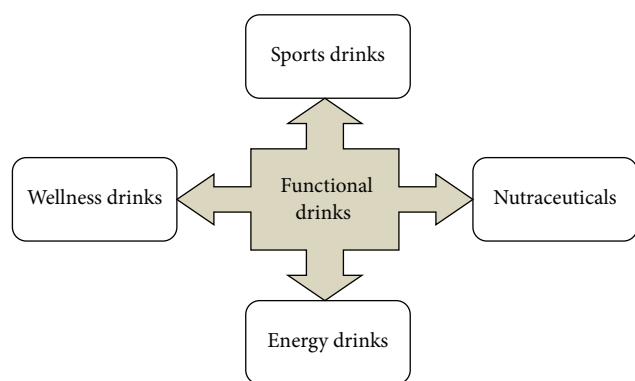 Sports drinks
Wellness drinks
Functional
drinks
Nutraceuticals
Energy drinks